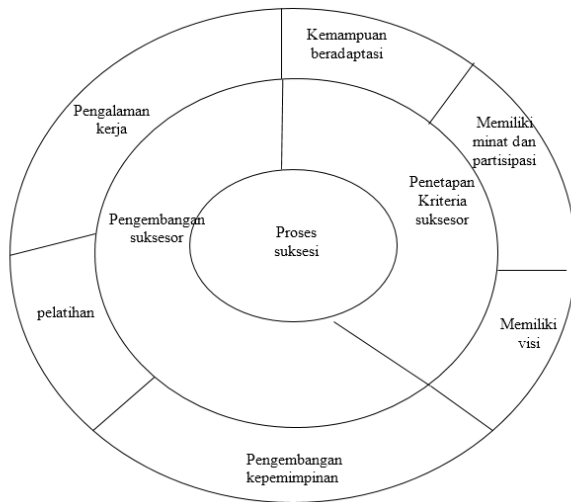 Kemampuan
beradaptasi
Pengalaman
kerja
Memiliki
minat dan
partisipasi
Penetapan
Kriteria
suksesor
Pengembangan
suksesor
Proses
suksesi
pelatihan
Memiliki
visi
Pengembangan
kepemimpinan